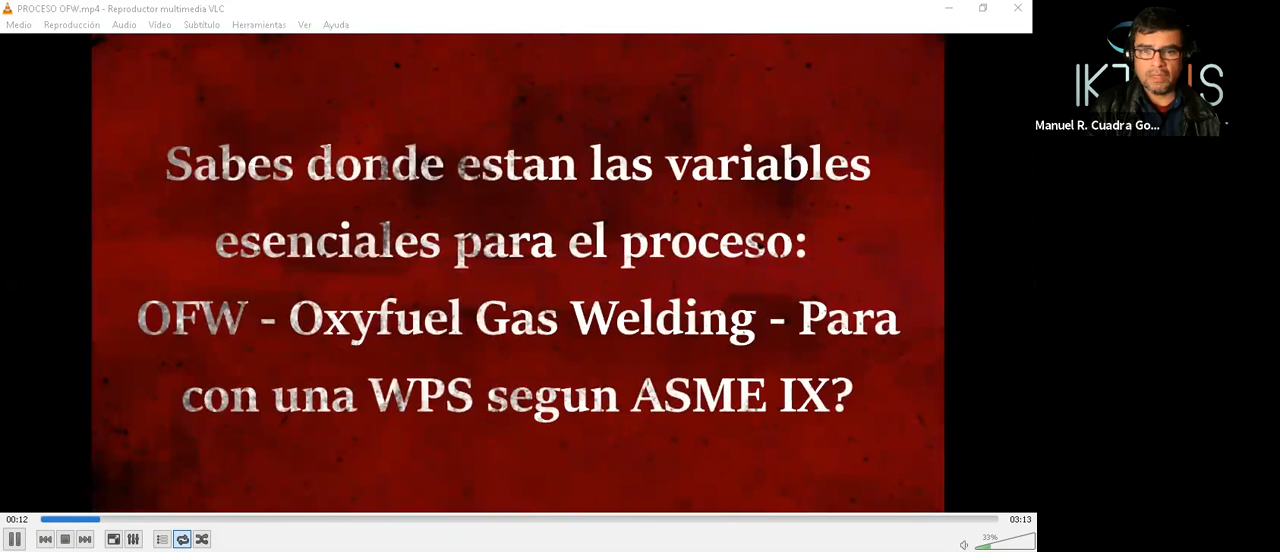 PROCESO OFW.mp4 - Reproductor multimedia VLC
Medio Reproducción Audio Vídeo Subtítulo Herramientas Ver Ayuda
Sabes donde estan las variables
esenciales para el proceso:
OFW - Oxyfuel Gas Welding - Para
con una WPS segun ASME IX?
Manuel R. Cuadra Go...
00:12
03:13
33%